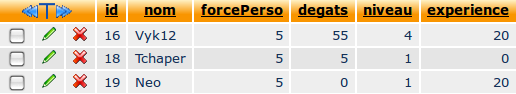 id nom forcePerso degats niveau experience
16 Vyk12 5 55 4 20
18 Tchaper 5 5 1 0
19 Neo 5 0 1 20